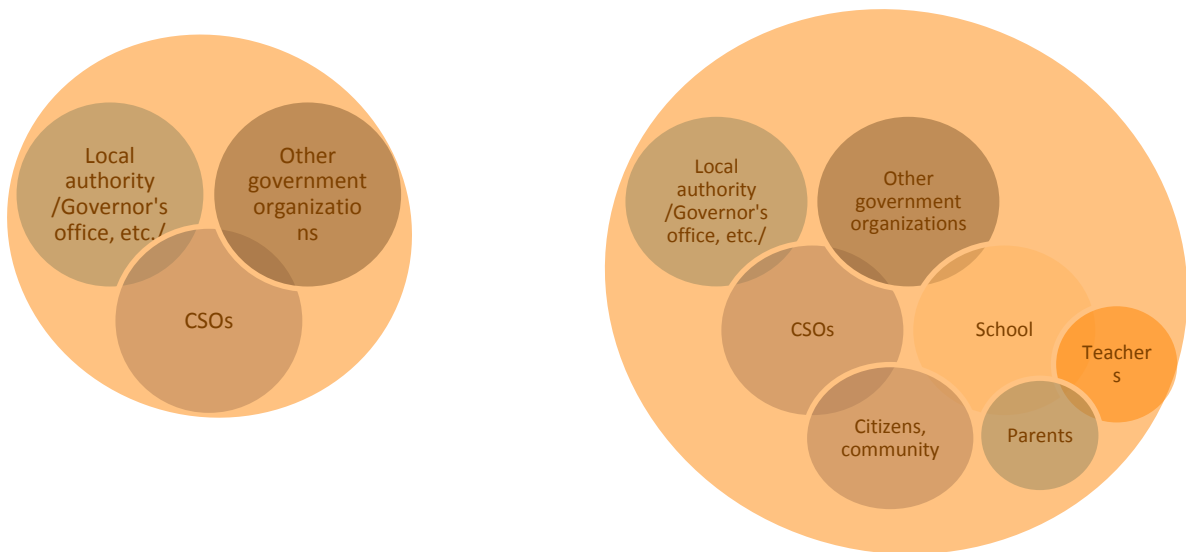 Local
authority
/Governor's
office, etc./
Other
government
organizatio
ns
CSOs
Local
authority
/Governor's
office, etc./
Other
government
organizations
CSOs
School
Teacher
s
Citizens,
community
Parents